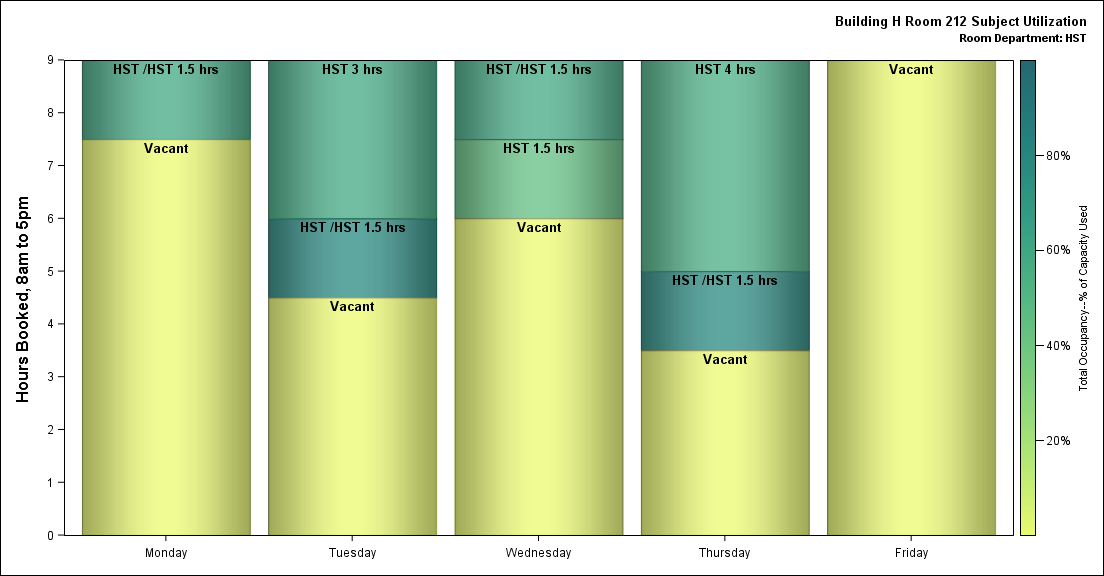 Building H Room 212 Subject Utilization
Room Department: HST
Hours Booked, 8am to 5pm
9
8
7
6
5
4
3
2
1
0
HST /HST 1.5 hrs
Vacant
HST 3 hrs
HST /HST 1.5 hrs
Vacant
HST /HST 1.5 hrs
HST 1.5 hrs
Vacant
HST 4 hrs
HST /HST 1.5 hrs
Vacant
Vacant
Monday
Tuesday
Wednesday
Thursday
Friday
80%
60%
40%
20%
Total Occupancy--% of Capacity Used